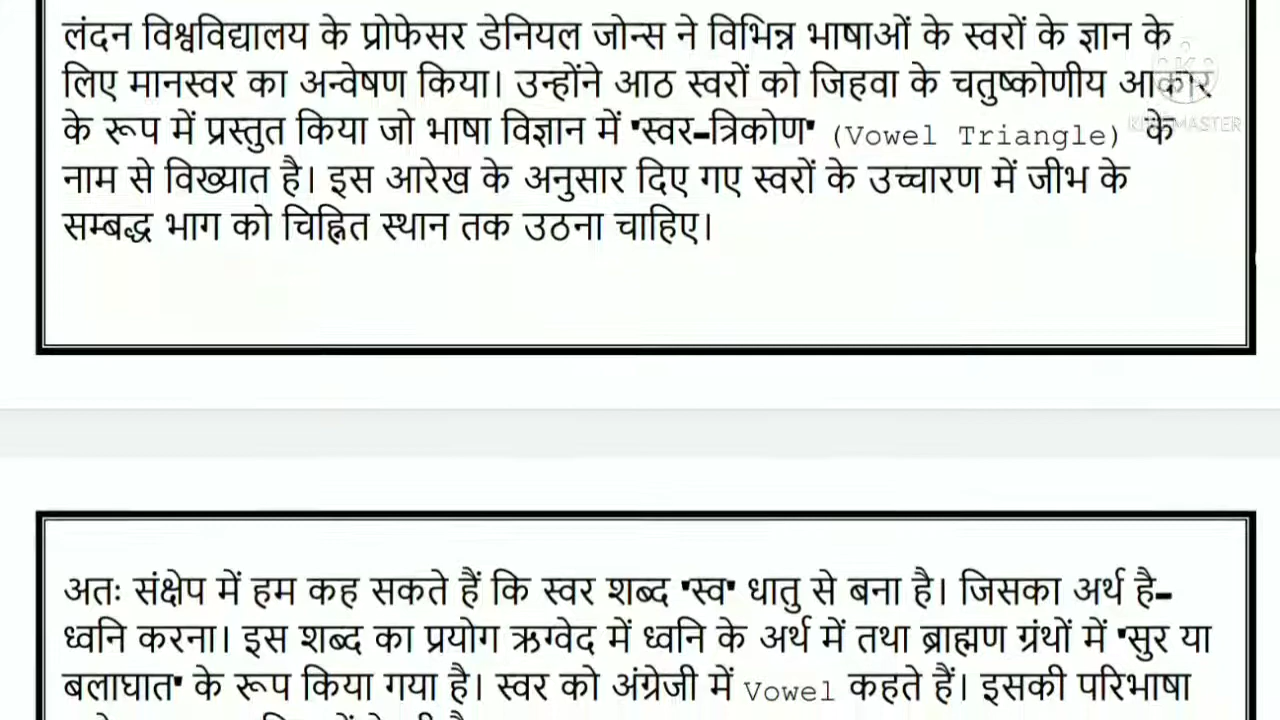 लंदन विश्वविद्यालय के प्रोफेसर डेनियल जोन्स ने विभिन्न भाषाओं के स्वरों के ज्ञान के
लिए मानस्वर का अन्वेषण किया। उन्होंने आठ स्वरों को जिहवा के चतुष्कोणीय आकार
के रूप में प्रस्तुत किया जो भाषा विज्ञान में "स्वर-त्रिकोण" (Vowel Triangle) के
KINEMASTER
नाम से विख्यात है। इस आरेख के अनुसार दिए गए स्वरों के उच्चारण में जीभ के
सम्बद्ध भाग को चिह्नित स्थान तक उठना चाहिए।
अतः संक्षेप में हम कह सकते हैं कि स्वर शब्द "स्व" धातु से बना है। जिसका अर्थ है-
ध्वनि करना। इस शब्द का प्रयोग ऋग्वेद में ध्वनि के अर्थ में तथा ब्राह्मण ग्रंथों में "सुर या
बलाघात" के रूप किया गया है। स्वर को अंग्रेजी में Vowel कहते हैं। इसकी परिभाषा